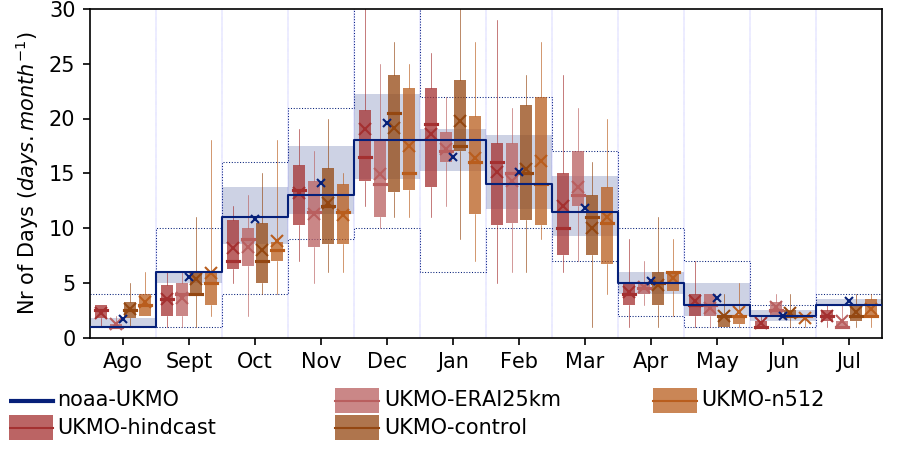 30
25
20
15
10
5
0
Nr of Days (days.month⁻¹)
Ago Sept Oct Nov Dec Jan Feb Mar Apr May Jun Jul
noaa-UKMO UKMO-ERAI25km UKMO-n512
UKMO-hindcast UKMO-control